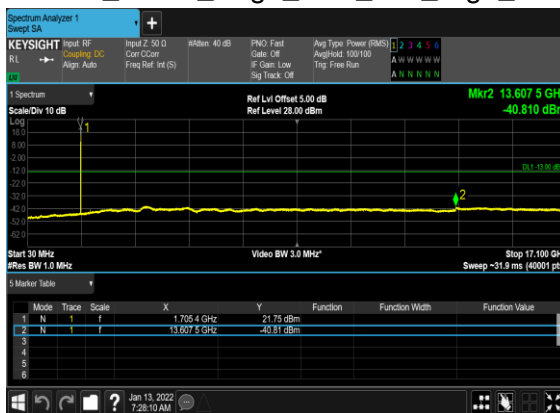 Spectrum Analyzer 1
Swept SA
+
KEYSIGHT Input: RF Input Z: 50 Ω #Atten: 40 dB PNO: Fast Avg Type: Power (RMS) 1 2 3 4 5 6
RL Coupling: DC Corr CCorr Gate: Off Avg|Hold: 100/100 A W W W W W
Align: Auto Freq Ref: Int (S) IF Gain: Low Trig: Free Run A N N N N N
Sig Track: Off
1 Spectrum Ref Lvl Offset 5.00 dB Mkr2 13.607 5 GH
Scale/Div 10 dB Ref Level 28.00 dBm -40.810 dBr
Log
18.0 1
8.00
-2.00
-12.0 DL1 -13.00 dB
-22.0
-32.0 2
-42.0
-52.0
-62.0
Start 30 MHz Video BW 3.0 MHz* Stop 17.100 GH
#Res BW 1.0 MHz Sweep ~31.9 ms (40001 pt
5 Marker Table
Mode Trace Scale X Y Function Function Width Function Value
1 N 1 f 1.705 4 GHz 21.75 dBm
2 N 1 f 13.607 5 GHz -40.81 dBm
3
4
5
6
? Jan 13, 2022
7:28:10 AM